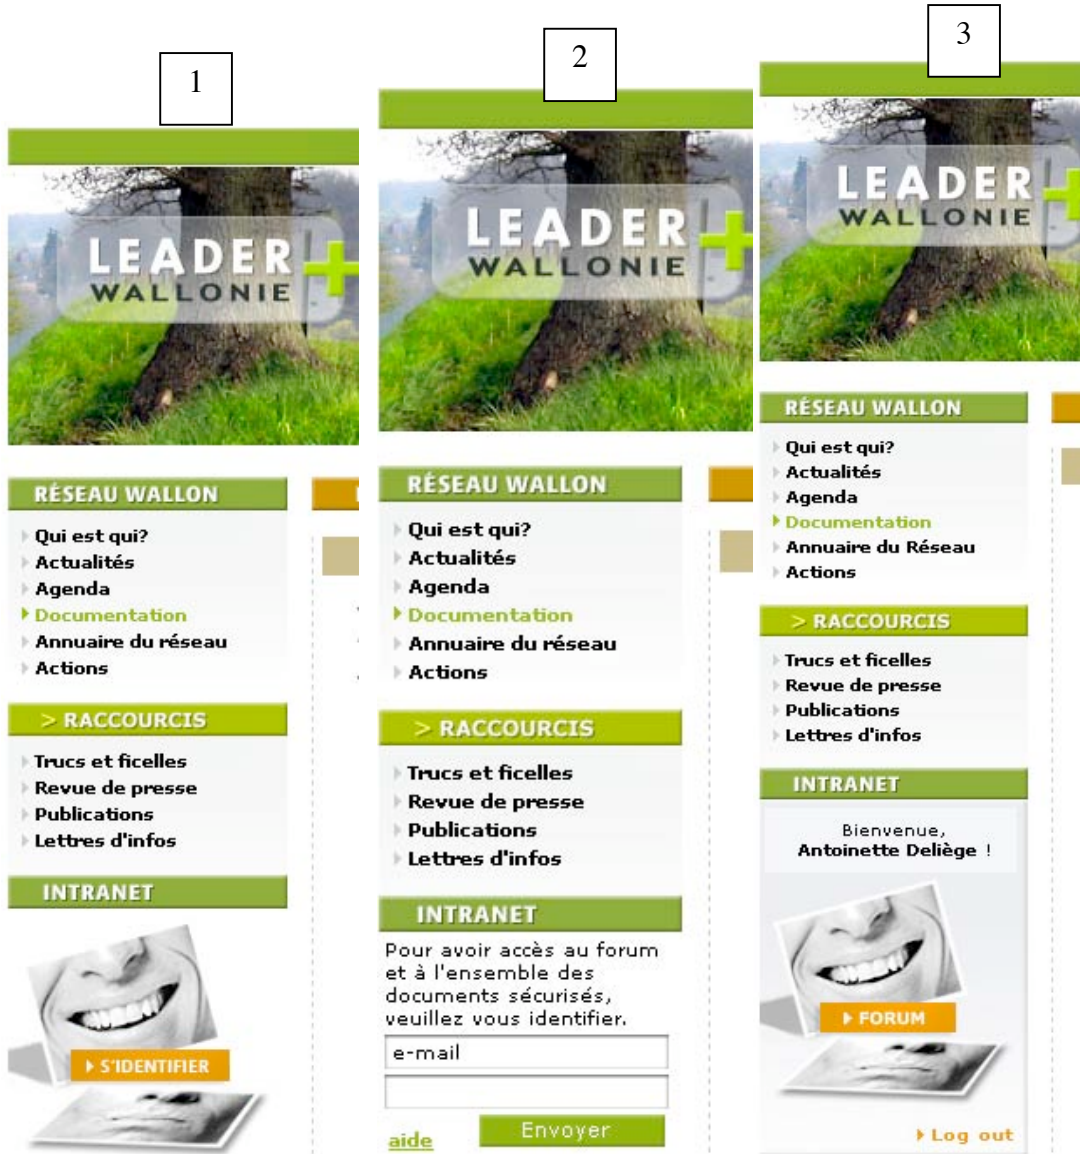 1
LEADER +
WALLONIE
RÉSEAU WALLON
Qui est qui?
Actualités
Agenda
Documentation
Annuaire du réseau
Actions
> RACCOURCIS
Trucs et ficelles
Revue de presse
Publications
Lettres d'infos
INTRANET
S'IDENTIFIER
2
LEADER +
WALLONIE
RÉSEAU WALLON
Qui est qui?
Actualités
Agenda
Documentation
Annuaire du réseau
Actions
> RACCOURCIS
Trucs et ficelles
Revue de presse
Publications
Lettres d'infos
INTRANET
Pour avoir accès au forum
et à l'ensemble des
documents sécurisés,
veuillez vous identifier.
e-mail
aide Envoyer
3
LEADER +
WALLONIE
RÉSEAU WALLON
Qui est qui?
Actualités
Agenda
Documentation
Annuaire du Réseau
Actions
> RACCOURCIS
Trucs et ficelles
Revue de presse
Publications
Lettres d'infos
INTRANET
Bienvenue,
Antoinette Deliège !
FORUM
Log out